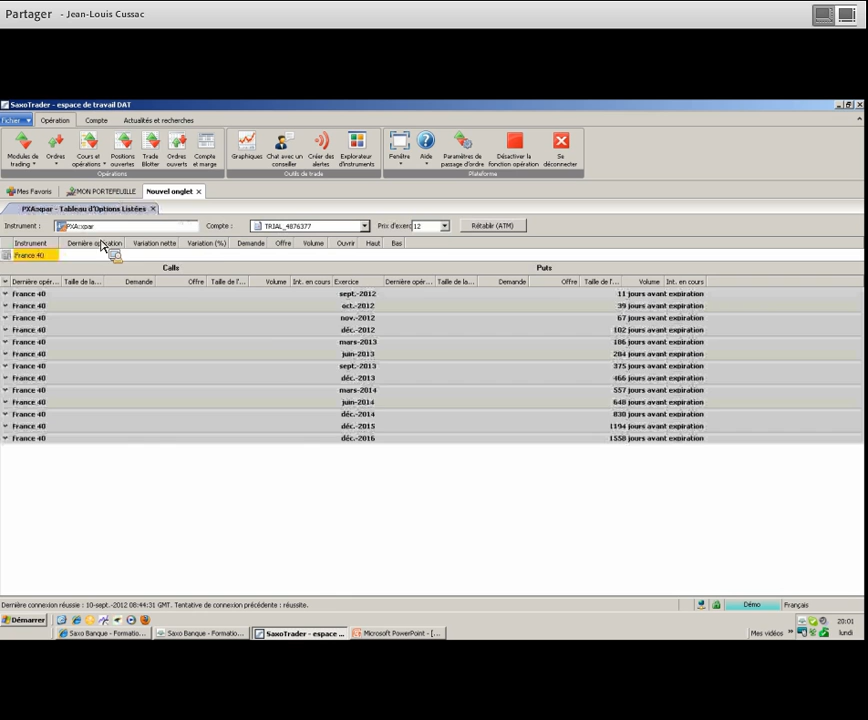 Partager - Jean-Louis Cussac
SaxoTrader - espace de travail DAT
Fichier Opération Compte Actualités et recherches
Modules de trading Ordres Cours et opérations Positions ouvertes Trade Blotter Ordres ouverts Compte et marge Graphiques Chat avec un conseiller Créer des alertes Explorateur d'instruments Fenêtre Aide Paramètres de passage d'ordres Désactiver la fonction opération Se déconnecter
Opérations Outils de trade Plateforme
Mes Favoris MON PORTEFEUILLE Nouvel onglet
PXA:xpar - Tableau d'Options Listées
Instrument : PXA:xpar Compte : TRIAL_4876377 Prix d'exerc 12 Rétablir (ATM)
Instrument Dernière opération Variation nette Variation (%) Demande Offre Volume Ouvrir Haut Bas
France 40
Calls Puts
Dernière opér... Taille de la... Demande Offre Taille de l'... Volume Int. en cours Exercice Dernière opér... Taille de la... Demande Offre Taille de l'... Volume Int. en cours
France 40 sept.-2012 11 jours avant expiration
France 40 oct.-2012 39 jours avant expiration
France 40 nov.-2012 67 jours avant expiration
France 40 déc.-2012 102 jours avant expiration
France 40 mars-2013 186 jours avant expiration
France 40 juin-2013 284 jours avant expiration
France 40 sept.-2013 375 jours avant expiration
France 40 déc.-2013 466 jours avant expiration
France 40 mars-2014 557 jours avant expiration
France 40 juin-2014 648 jours avant expiration
France 40 déc.-2014 830 jours avant expiration
France 40 déc.-2015 1194 jours avant expiration
France 40 déc.-2016 1558 jours avant expiration
Dernière connexion réussie : 10-sept.-2012 08:44:31 GMT. Tentative de connexion précédente : réussite. Démo Français
Démarrer 20:01
Saxo Banque - Formatio... Saxo Banque - Formatio... SaxoTrader - espace ... Microsoft PowerPoint - [... Mes vidéos lundi